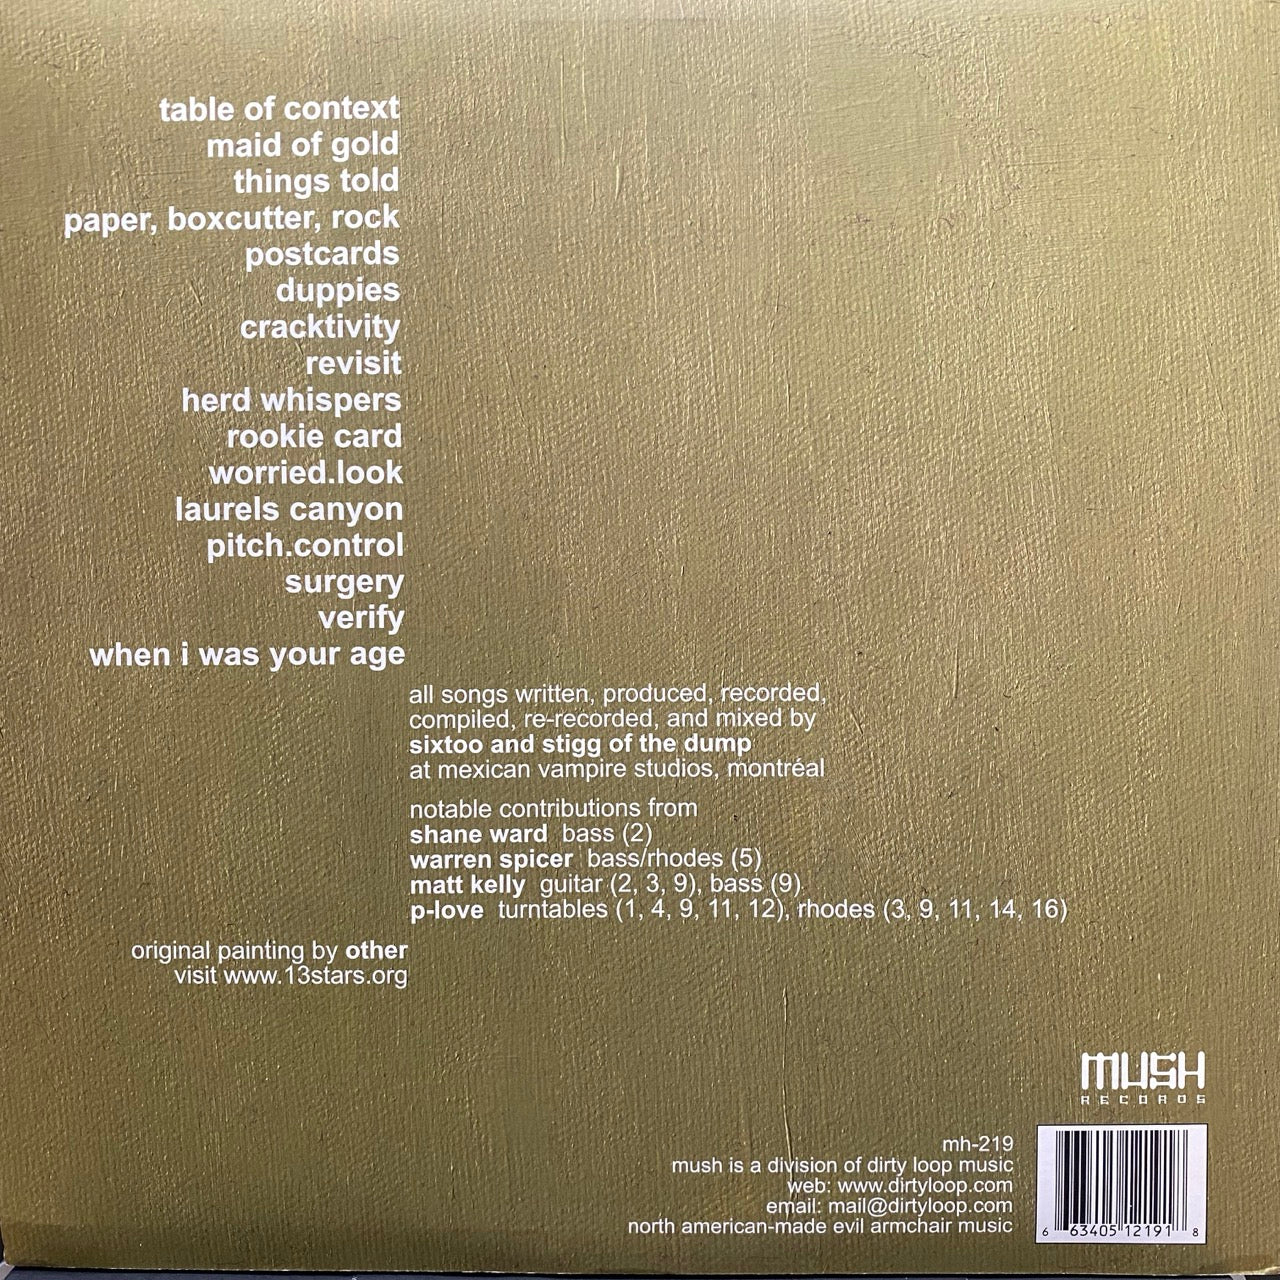 table of context
maid of gold
things told
paper, boxcutter, rock
postcards
duppies
cracktivity
revisit
herd whispers
rookie card
worried.look
laurels canyon
pitch.control
surgery
verify
when i was your age
all songs written, produced, recorded,
compiled, re-recorded, and mixed by
sixtoo and stigg of the dump
at mexican vampire studios, montréal
notable contributions from
shane ward bass (2)
warren spicer bass/rhodes (5)
matt kelly guitar (2, 3, 9), bass (9)
p-love turntables (1, 4, 9, 11, 12), rhodes (3, 9, 11, 14, 16)
original painting by other
visit www.13stars.org
MUSH
RECORDS
mh-219
mush is a division of dirty loop music
web: www.dirtyloop.com
email: mail@dirtyloop.com
north american-made evil armchair music
6 63405 12191 8